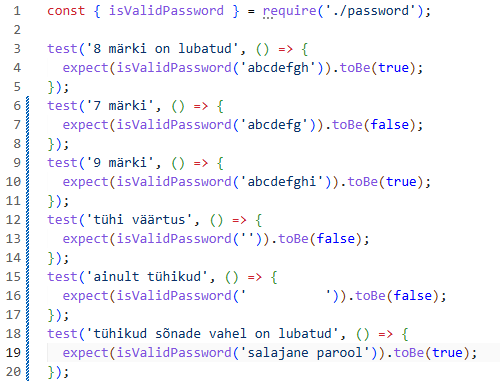 1 const { isValidPassword } = require('./password');
2
3 test('8 märki on lubatud', () => {
4   expect(isValidPassword('abcdefgh')).toBe(true);
5 });
6 test('7 märki', () => {
7   expect(isValidPassword('abcdefg')).toBe(false);
8 });
9 test('9 märki', () => {
10   expect(isValidPassword('abcdefghi')).toBe(true);
11 });
12 test('tühi väärtus', () => {
13   expect(isValidPassword('')).toBe(false);
14 });
15 test('ainult tühikud', () => {
16   expect(isValidPassword('          ')).toBe(false);
17 });
18 test('tühikud sõnade vahel on lubatud', () => {
19   expect(isValidPassword('salajane parool')).toBe(true);
20 });